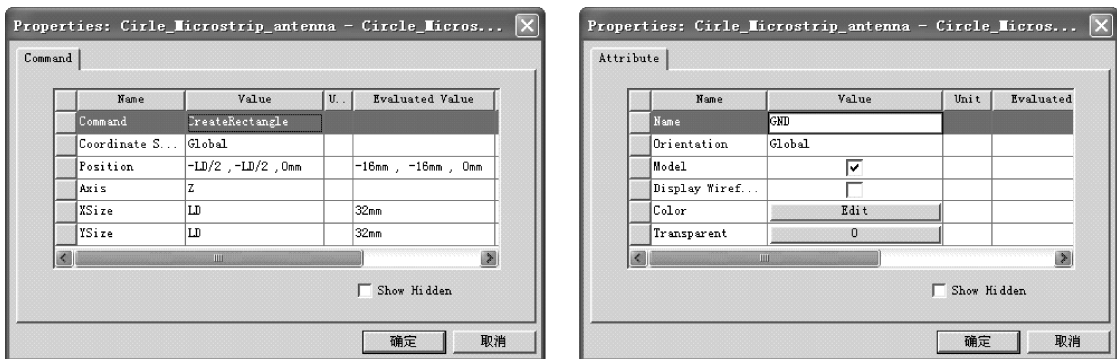 Properties: Cirle_Microstrip_antenna - Circle_Micros...
Command
Name Value U.. Evaluated Value
Command CreateRectangle
Coordinate S... Global
Position -LD/2 ,-LD/2 ,0mm -16mm , -16mm , 0mm
Axis Z
XSize LD 32mm
YSize LD 32mm
Show Hidden
确定 取消
Properties: Cirle_Microstrip_antenna - Circle_Micros...
Attribute
Name Value Unit Evaluated
Name GND
Orientation Global
Model
Display Wiref...
Color Edit
Transparent 0
Show Hidden
确定 取消